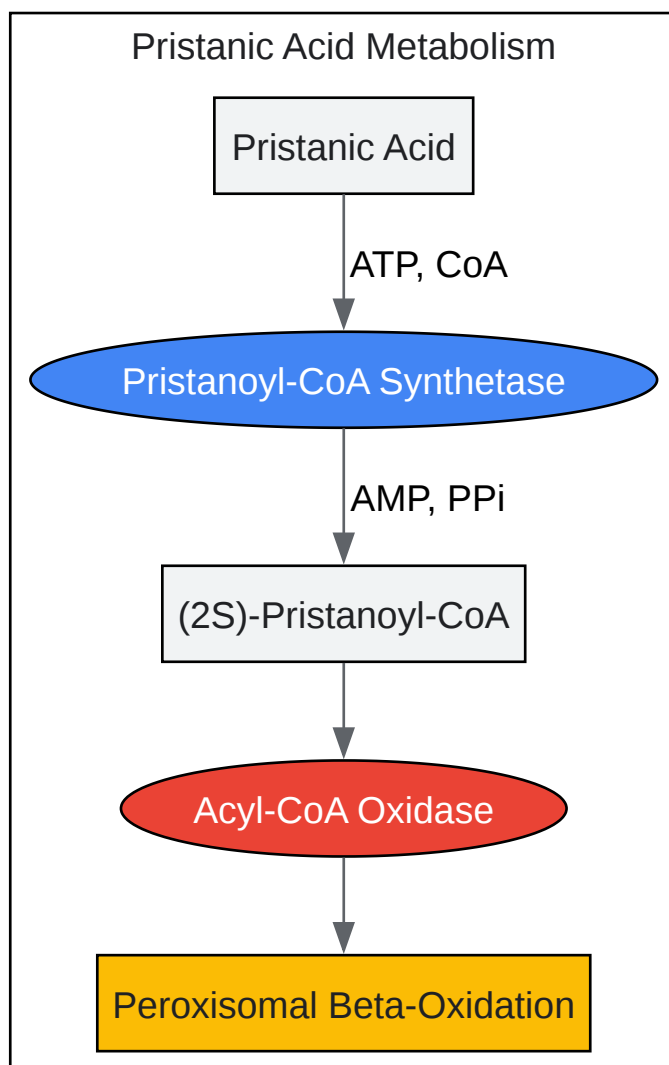 Pristanic Acid Metabolism
Pristanic Acid
ATP, CoA
Pristanoyl-CoA Synthetase
AMP, PPi
(2S)-Pristanoyl-CoA
Acyl-CoA Oxidase
Peroxisomal Beta-Oxidation